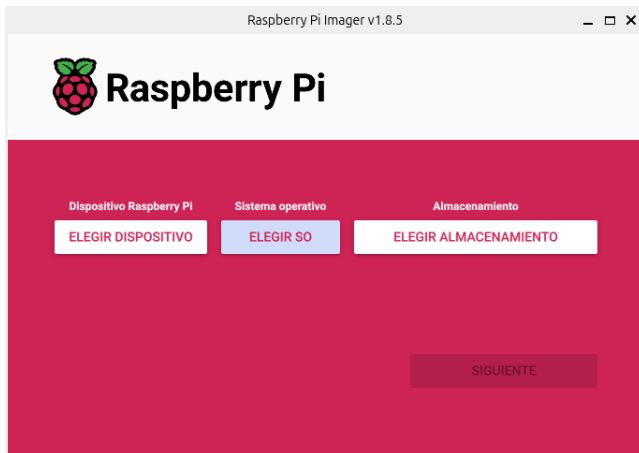 Raspberry Pi Imager v1.8.5
Raspberry Pi
Dispositivo Raspberry Pi Sistema operativo Almacenamiento
ELEGIR DISPOSITIVO ELEGIR SO ELEGIR ALMACENAMIENTO
SIGUIENTE